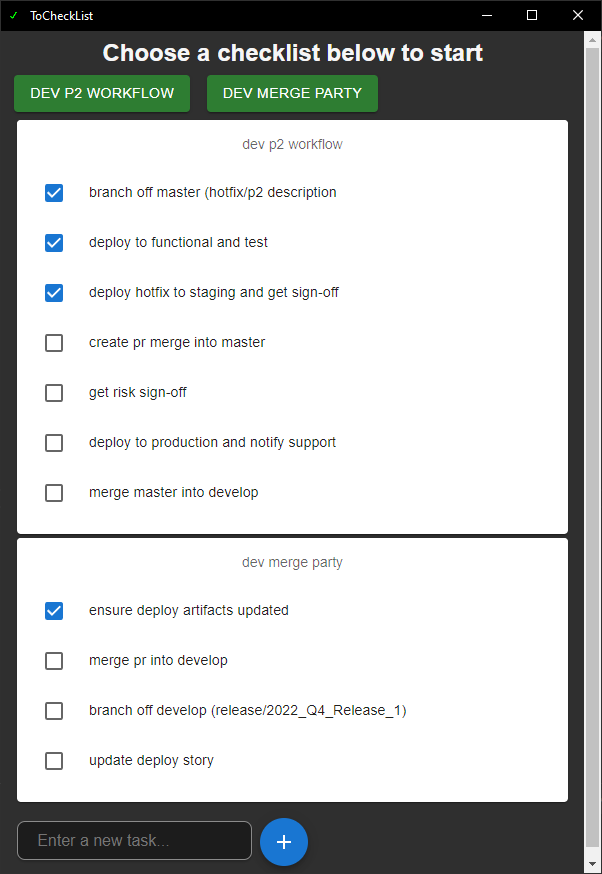 ToCheckList
Choose a checklist below to start
DEV P2 WORKFLOW
DEV MERGE PARTY
dev p2 workflow
branch off master (hotfix/p2 description
deploy to functional and test
deploy hotfix to staging and get sign-off
create pr merge into master
get risk sign-off
deploy to production and notify support
merge master into develop
dev merge party
ensure deploy artifacts updated
merge pr into develop
branch off develop (release/2022_Q4_Release_1)
update deploy story
Enter a new task...